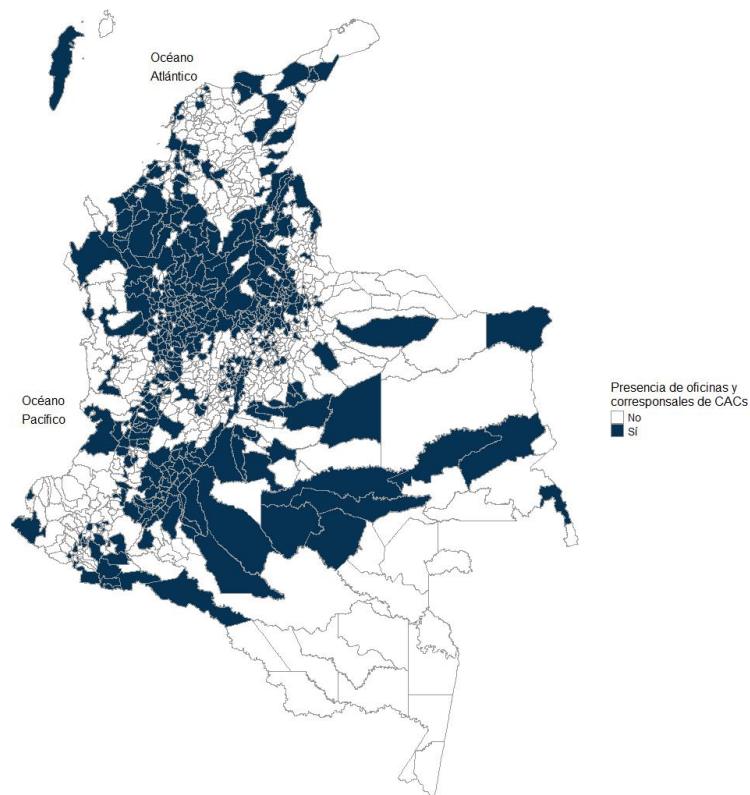 Océano
Atlántico
Océano
Pacífico
Presencia de oficinas y
corresponsales de CACs
No
Sí